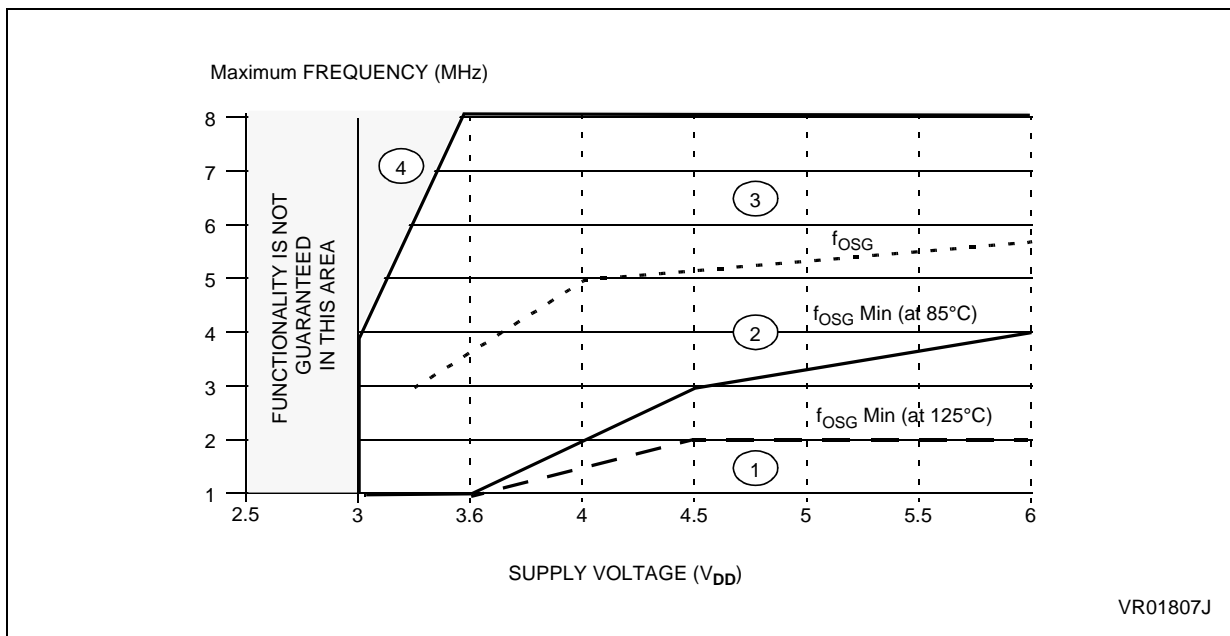 Maximum FREQUENCY (MHz)
8
7
6
5
4
3
2
1
FUNCTIONALITY IS NOT
GUARANTEED
IN THIS AREA
4
3
fOSG
2
fOSG Min (at 85°C)
fOSG Min (at 125°C)
1
2.5 3 3.6 4 4.5 5 5.5 6
SUPPLY VOLTAGE (VDD)
VR01807J